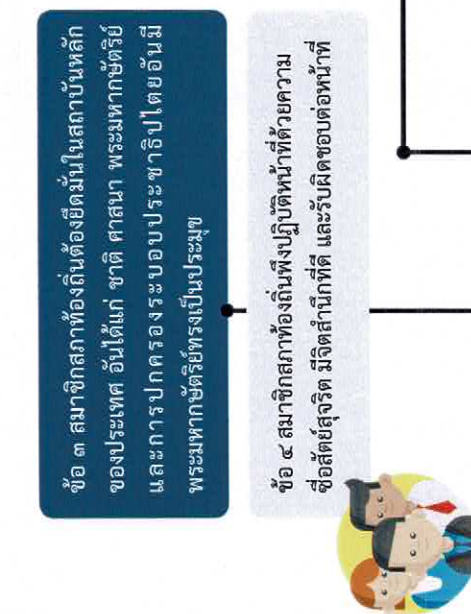 ข้อ ๓ สมาชิกสภาท้องถิ่นต้องยึดมั่นในสถาบันหลัก
ของประเทศ อันได้แก่ ชาติ ศาสนา พระมหากษัตริย์
และการปกครองระบอบประชาธิปไตยอันมี
พระมหากษัตริย์ทรงเป็นประมุข
ข้อ ๔ สมาชิกสภาท้องถิ่นพึงปฏิบัติหน้าที่ด้วยความ
ซื่อสัตย์สุจริต มีจิตสำนึกที่ดี และรับผิดชอบต่อหน้าที่